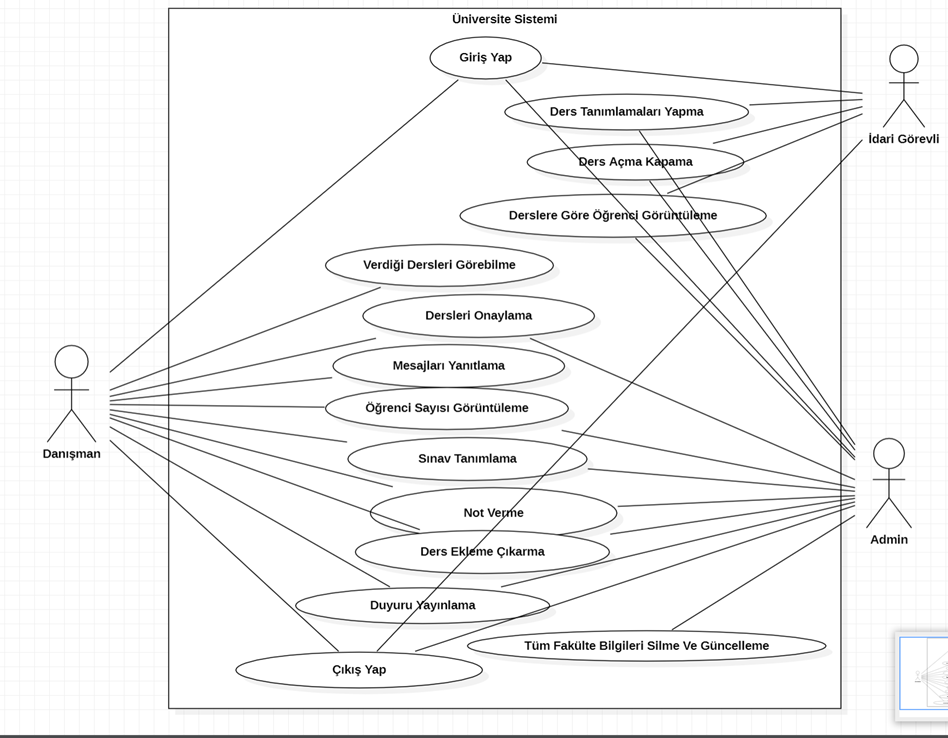 Üniversite Sistemi
Giriş Yap
Ders Tanımlamaları Yapma
İdari Görevli
Ders Açma Kapama
Derslere Göre Öğrenci Görüntüleme
Verdiği Dersleri Görebilme
Dersleri Onaylama
Mesajları Yanıtlama
Öğrenci Sayısı Görüntüleme
Danışman
Sınav Tanımlama
Not Verme
Admin
Ders Ekleme Çıkarma
Duyuru Yayınlama
Tüm Fakülte Bilgileri Silme Ve Güncelleme
Çıkış Yap